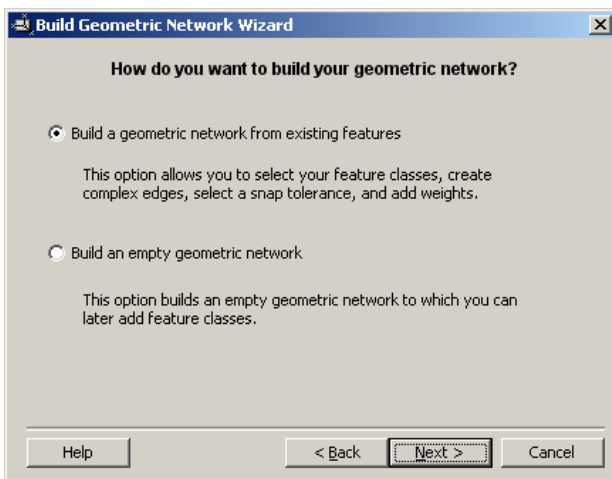 Build Geometric Network Wizard
How do you want to build your geometric network?
Build a geometric network from existing features
This option allows you to select your feature classes, create
complex edges, select a snap tolerance, and add weights.
Build an empty geometric network
This option builds an empty geometric network to which you can
later add feature classes.
Help
< Back
Next >
Cancel